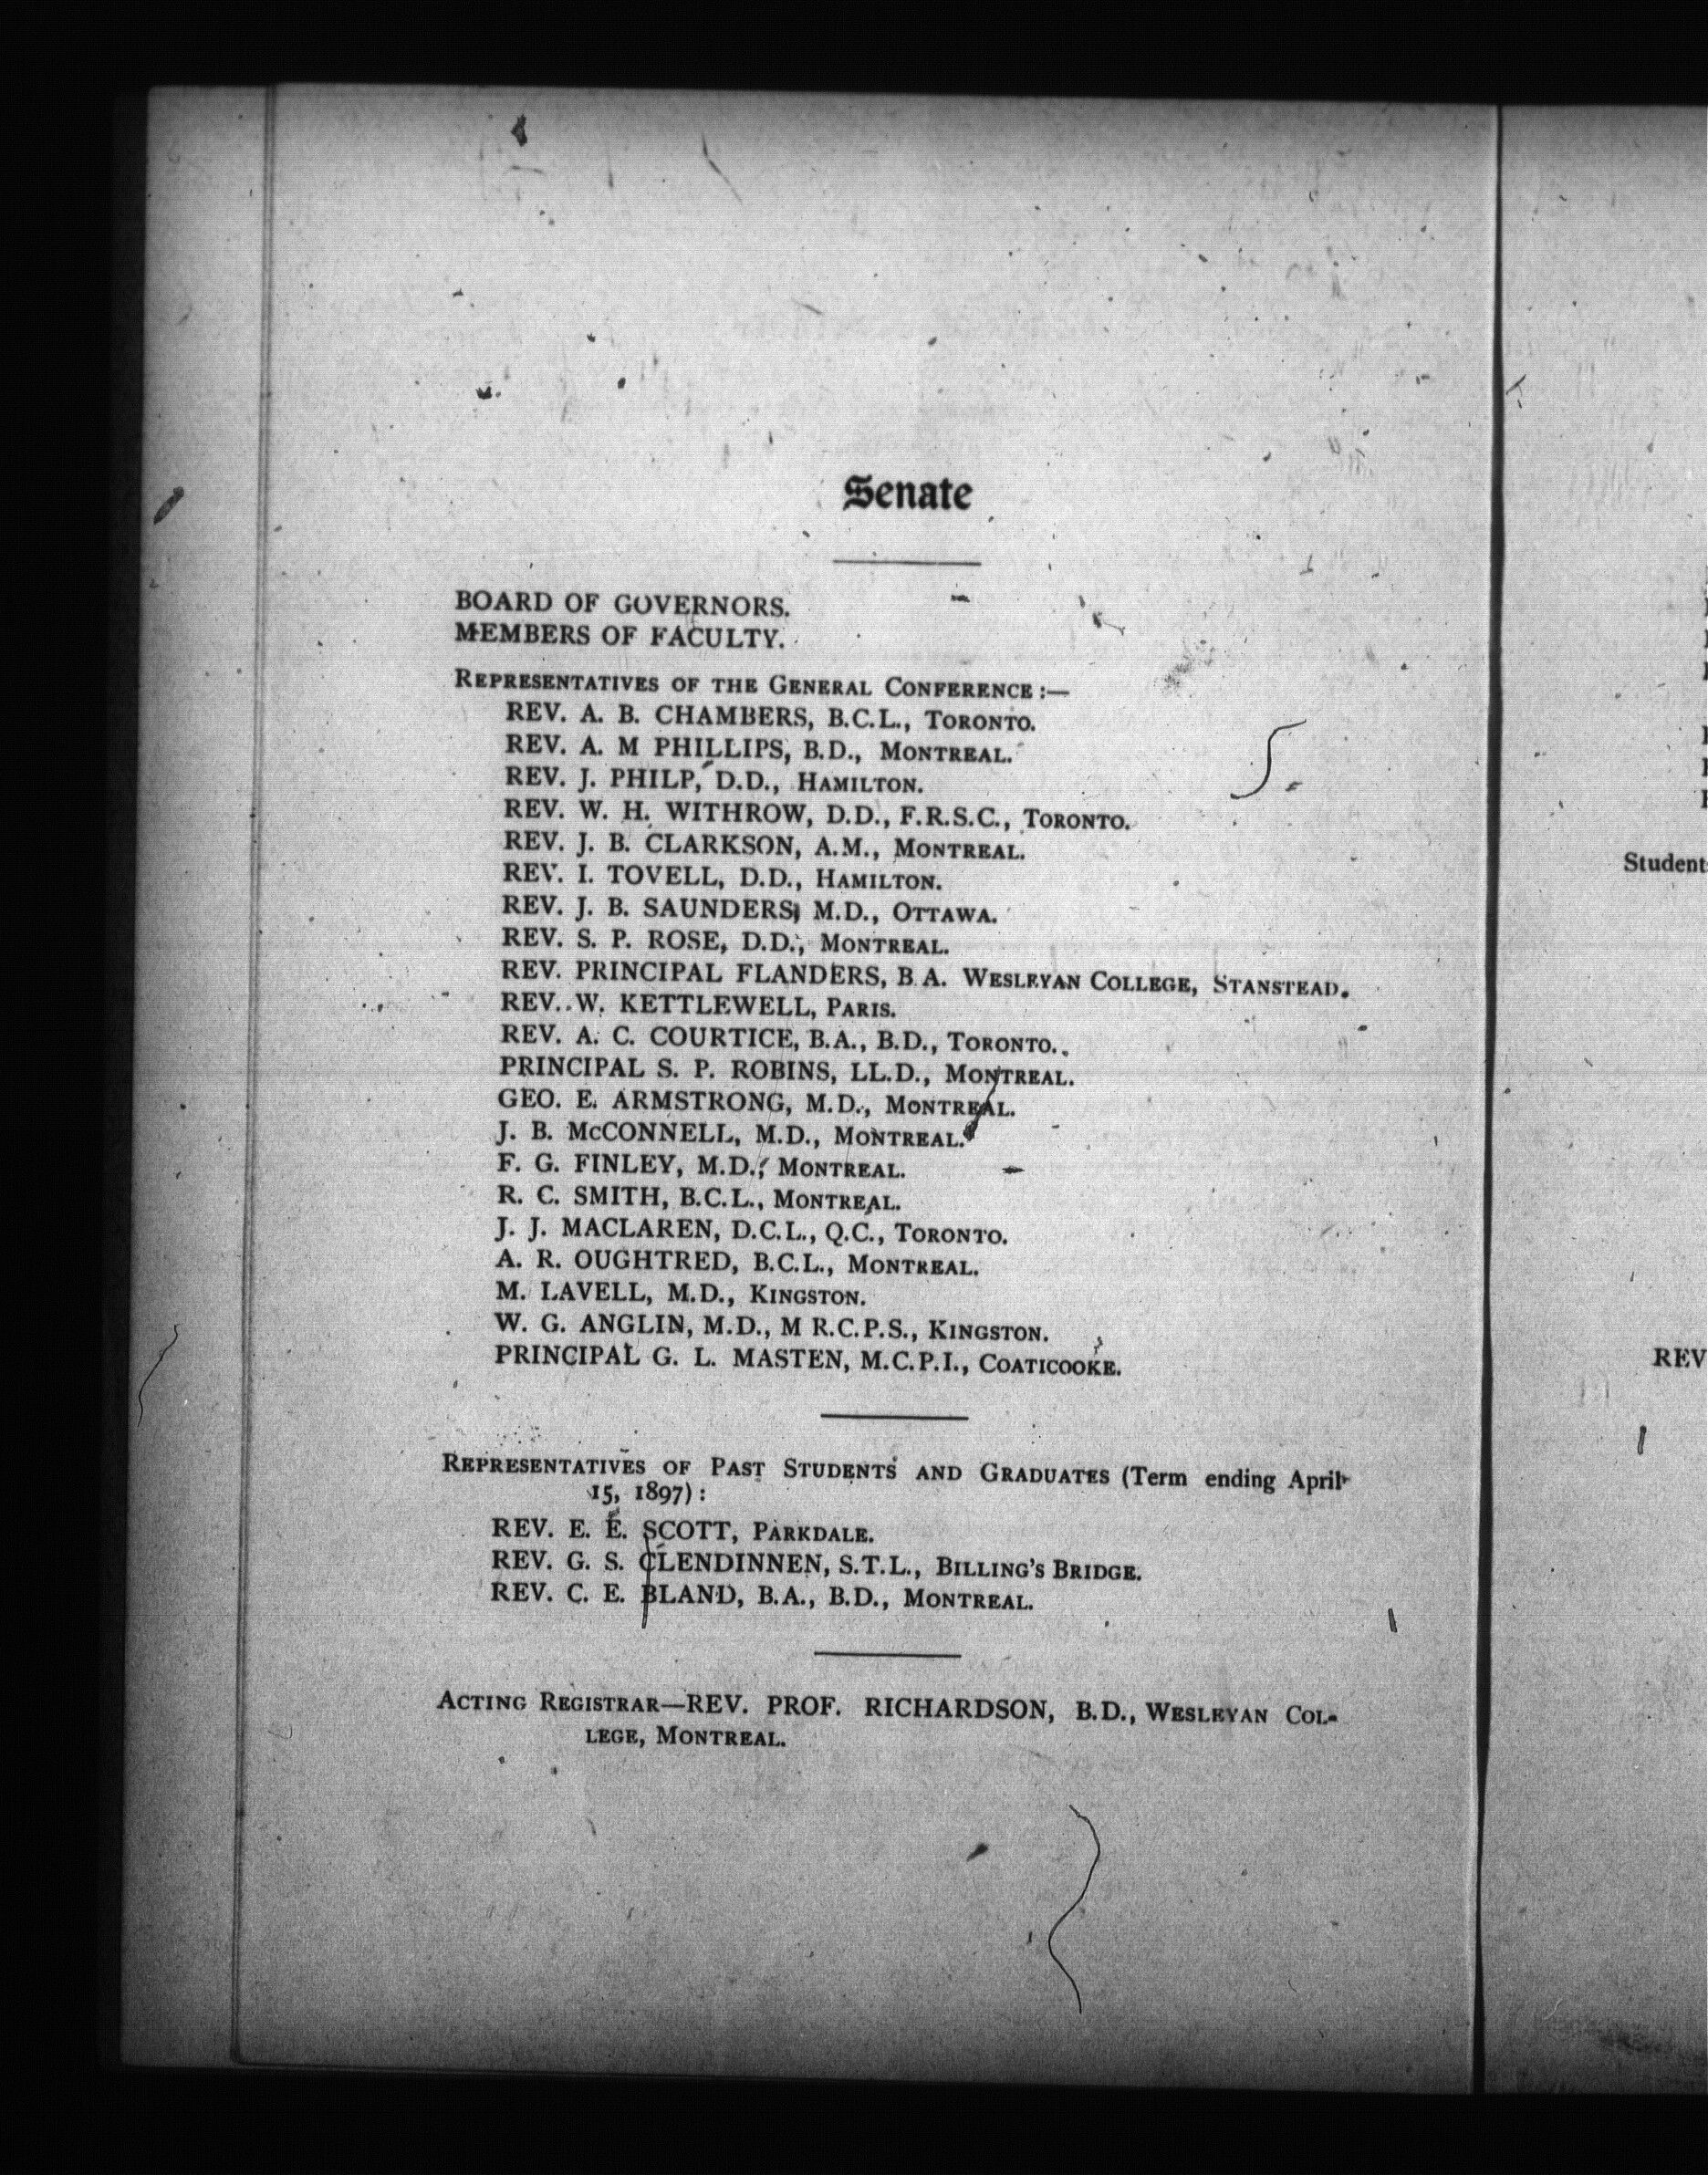 Senate
BOARD OF GOVERNORS.
MEMBERS OF FACULTY.
REPRESENTATIVES OF THE GENERAL CONFERENCE :—
REV. A. B. CHAMBERS, B.C.L., TORONTO.
REV. A. M PHILLIPS, B.D., MONTREAL.
REV. J. PHILP, D.D., HAMILTON.
REV. W. H. WITHROW, D.D., F.R.S.C., TORONTO.
REV. J. B. CLARKSON, A.M., MONTREAL.
REV. I. TOVELL, D.D., HAMILTON.
REV. J. B. SAUNDERS, M.D., OTTAWA.
REV. S. P. ROSE, D.D., MONTREAL.
REV. PRINCIPAL FLANDERS, B A. WESLEYAN COLLEGE, STANSTEAD.
REV. W. KETTLEWELL, PARIS.
REV. A. C. COURTICE, B.A., B.D., TORONTO.
PRINCIPAL S. P. ROBINS, LL.D., MONTREAL.
GEO. E. ARMSTRONG, M.D., MONTREAL.
J. B. McCONNELL, M.D., MONTREAL.
F. G. FINLEY, M.D., MONTREAL.
R. C. SMITH, B.C.L., MONTREAL.
J. J. MACLAREN, D.C.L., Q.C., TORONTO.
A. R. OUGHTRED, B.C.L., MONTREAL.
M. LAVELL, M.D., KINGSTON.
W. G. ANGLIN, M.D., M R.C.P.S., KINGSTON.
PRINCIPAL G. L. MASTEN, M.C.P.I., COATICOOKE.
REPRESENTATIVES OF PAST STUDENTS AND GRADUATES (Term ending April
15, 1897) :
REV. E. E. SCOTT, PARKDALE.
REV. G. S. CLENDINNEN, S.T.L., BILLING'S BRIDGE.
REV. C. E. BLAND, B.A., B.D., MONTREAL.
ACTING REGISTRAR—REV. PROF. RICHARDSON, B.D., WESLEYAN COL-
LEGE, MONTREAL.
Student
REV